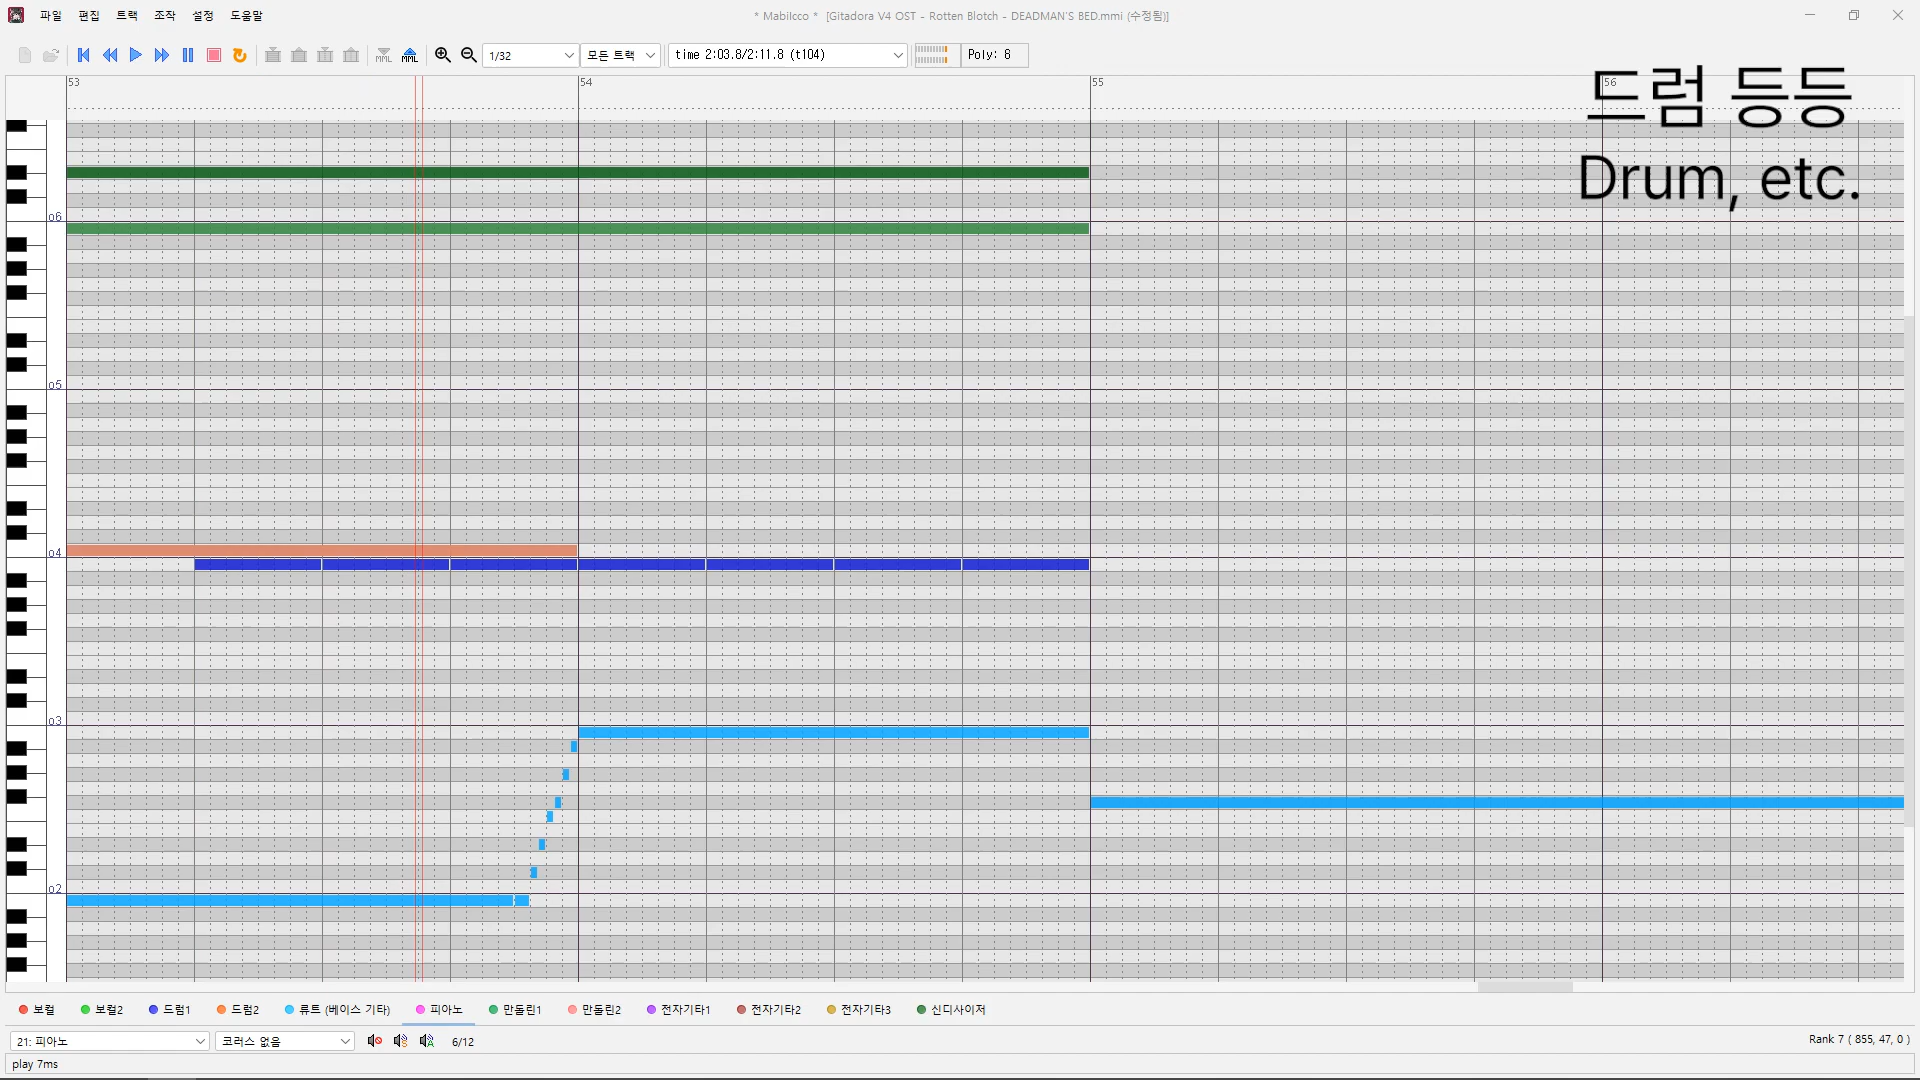 파일 편집 트랙 조작 설정 도움말
* Mabilcco * [Gitadora V4 OST - Rotten Blotch - DEADMAN`S BED.mmi (수정됨)]
MML MML 1/32 모든 트랙 time 2:03.8/2:11.8 (t104) Poly: 6
53 54 55 56
드럼 등등
Drum, etc.
o6
o5
o4
o3
o2
보컬 보컬2 드럼1 드럼2 류트 (베이스 기타) 피아노 만돌린1 만돌린2 전자기타1 전자기타2 전자기타3 신디사이저
21: 피아노 코러스 없음 6/12 Rank 7 ( 855, 47, 0 )
play 7ms